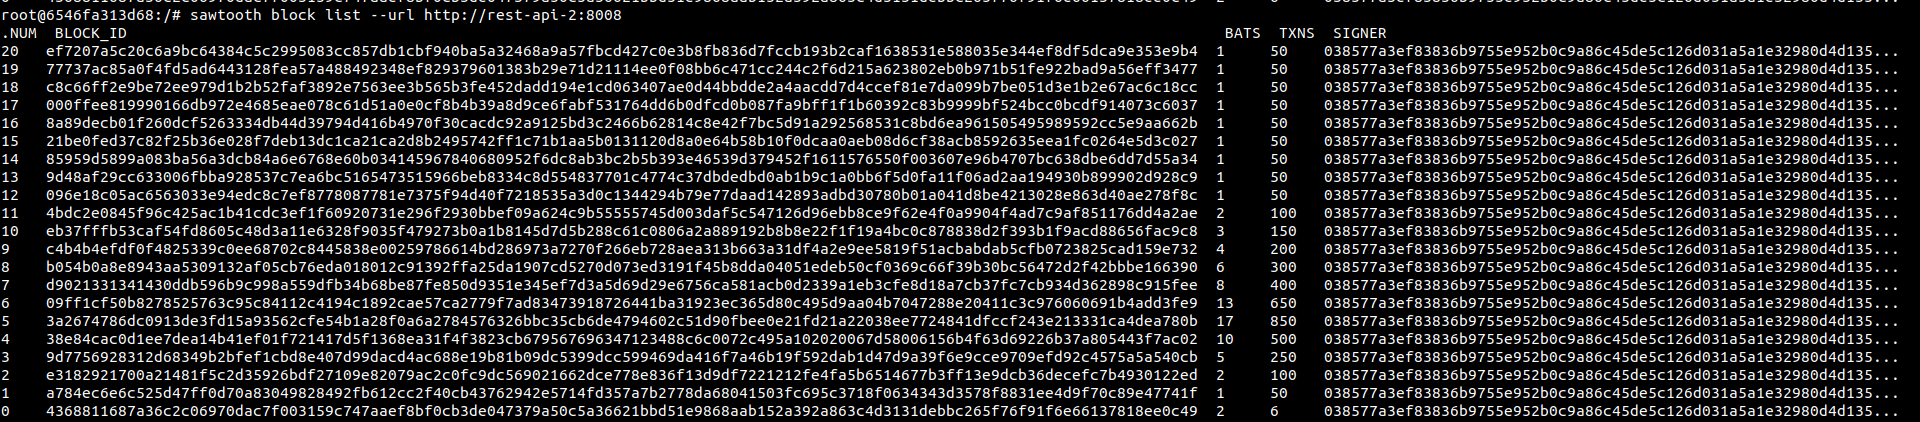 root@6546fa313d68:/# sawtooth block list --url http://rest-api-2:8008
.NUM BLOCK_ID BATS TXNS SIGNER
20 ef7207a5c20c6a9bc64384c5c2995083cc857db1cbf940ba5a32468a9a57fbcd427c0e3b8fb836d7fccb193b2caf1638531e588035e344ef8df5dca9e353e9b4 1 50 038577a3ef83836b9755e952b0c9a86c45de5c126d031a5a1e32980d4d135...
19 77737ac85a0f4fd5ad6443128fea57a488492348ef829379601383b29e71d21114ee0f08bb6c471cc244c2f6d215a623802eb0b971b51fe922bad9a56eff3477 1 50 038577a3ef83836b9755e952b0c9a86c45de5c126d031a5a1e32980d4d135...
18 c8c66ff2e9be72ee979d1b2b52faf3892e7563ee3b565b3fe452dadd194e1cd063407ae0d44bbdde2a4aacdd7d4ccef81e7da099b7be051d3e1b2e67ac6c18cc 1 50 038577a3ef83836b9755e952b0c9a86c45de5c126d031a5a1e32980d4d135...
17 000ffee819990166db972e4685eae078c61d51a0e0cf8b4b39a8d9ce6fabf531764dd6b0dfcd0b087fa9bff1f1b60392c83b9999bf524bcc0bcdf914073c6037 1 50 038577a3ef83836b9755e952b0c9a86c45de5c126d031a5a1e32980d4d135...
16 8a89decb01f260dcf5263334db44d39794d416b4970f30cacdc92a9125bd3c2466b62814c8e42f7bc5d91a292568531c8bd6ea961505495989592cc5e9aa662b 1 50 038577a3ef83836b9755e952b0c9a86c45de5c126d031a5a1e32980d4d135...
15 21be0fed37c82f25b36e028f7deb13dc1ca21ca2d8b2495742ff1c71b1aa5b0131120d8a0e64b58b10f0dcaa0aeb08d6cf38acb8592635eea1fc0264e5d3c027 1 50 038577a3ef83836b9755e952b0c9a86c45de5c126d031a5a1e32980d4d135...
14 85959d5899a083ba56a3dcb84a6e6768e60b034145967840680952f6dc8ab3bc2b5b393e46539d379452f1611576550f003607e96b4707bc638dbe6dd7d55a34 1 50 038577a3ef83836b9755e952b0c9a86c45de5c126d031a5a1e32980d4d135...
13 9d48af29cc633006fbba928537c7ea6bc5165473515966beb8334c8d554837701c4774c37dbdedbd0ab1b9c1a0bb6f5d0fa11f06ad2aa194930b899902d928c9 1 50 038577a3ef83836b9755e952b0c9a86c45de5c126d031a5a1e32980d4d135...
12 096e18c05ac6563033e94edc8c7ef8778087781e7375f94d40f7218535a3d0c1344294b79e77daad142893adbd30780b01a041d8be4213028e863d40ae278f8c 1 50 038577a3ef83836b9755e952b0c9a86c45de5c126d031a5a1e32980d4d135...
11 4bdc2e0845f96c425ac1b41cdc3ef1f60920731e296f2930bbef09a624c9b55555745d003daf5c547126d96ebb8ce9f62e4f0a9904f4ad7c9af851176dd4a2ae 2 100 038577a3ef83836b9755e952b0c9a86c45de5c126d031a5a1e32980d4d135...
10 eb37fffb53caf54fd8605c48d3a11e6328f9035f479273b0a1b8145d7d5b288c61c0806a2a889192b8b8e22f1f19a4bc0c878838d2f393b1f9acd88656fac9c8 3 150 038577a3ef83836b9755e952b0c9a86c45de5c126d031a5a1e32980d4d135...
9 c4b4b4efdf0f4825339c0ee68702c8445838e00259786614bd286973a7270f266eb728aea313b663a31df4a2e9ee5819f51acbabdab5cfb0723825cad159e732 4 200 038577a3ef83836b9755e952b0c9a86c45de5c126d031a5a1e32980d4d135...
8 b054b0a8e8943aa5309132af05cb76eda018012c91392ffa25da1907cd5270d073ed3191f45b8dda04051edeb50cf0369c66f39b30bc56472d2f42bbbe166390 6 300 038577a3ef83836b9755e952b0c9a86c45de5c126d031a5a1e32980d4d135...
7 d9021331341430ddb596b9c998a559dfb34b68be87fe850d9351e345ef7d3a5d69d29e6756ca581acb0d2339a1eb3cfe8d18a7cb37fc7cb934d362898c915fee 8 400 038577a3ef83836b9755e952b0c9a86c45de5c126d031a5a1e32980d4d135...
6 09ff1cf50b8278525763c95c84112c4194c1892cae57ca2779f7ad83473918726441ba31923ec365d80c495d9aa04b7047288e20411c3c976060691b4add3fe9 13 650 038577a3ef83836b9755e952b0c9a86c45de5c126d031a5a1e32980d4d135...
5 3a2674786dc0913de3fd15a93562cfe54b1a28f0a6a2784576326bbc35cb6de4794602c51d90fbee0e21fd21a22038ee7724841dfccf243e213331ca4dea780b 17 850 038577a3ef83836b9755e952b0c9a86c45de5c126d031a5a1e32980d4d135...
4 38e84cac0d1ee7dea14b41ef01f721417d5f1368ea31f4f3823cb679567696347123488c6c0072c495a102020067d58006156b4f63d69226b37a805443f7ac02 10 500 038577a3ef83836b9755e952b0c9a86c45de5c126d031a5a1e32980d4d135...
3 9d7756928312d68349b2bfef1cbd8e407d99dacd4ac688e19b81b09dc5399dcc599469da416f7a46b19f592dab1d47d9a39f6e9cce9709efd92c4575a5a540cb 5 250 038577a3ef83836b9755e952b0c9a86c45de5c126d031a5a1e32980d4d135...
2 e3182921700a21481f5c2d35926bdf27109e82079ac2c0fc9dc569021662dce778e836f13d9df7221212fe4fa5b6514677b3ff13e9dcb36decefc7b4930122ed 2 100 038577a3ef83836b9755e952b0c9a86c45de5c126d031a5a1e32980d4d135...
1 a784ec6e6c525d47ff0d70a83049828492fb612cc2f40cb43762942e5714fd357a7b2778da68041503fc695c3718f0634343d3578f8831ee4d9f70c89e47741f 1 50 038577a3ef83836b9755e952b0c9a86c45de5c126d031a5a1e32980d4d135...
0 4368811687a36c2c06970dac7f003159c747aaef8bf0cb3de047379a50c5a36621bbd51e9868aab152a392a863c4d3131debbc265f76f91f6e66137818ee0c49 2 6 038577a3ef83836b9755e952b0c9a86c45de5c126d031a5a1e32980d4d135...